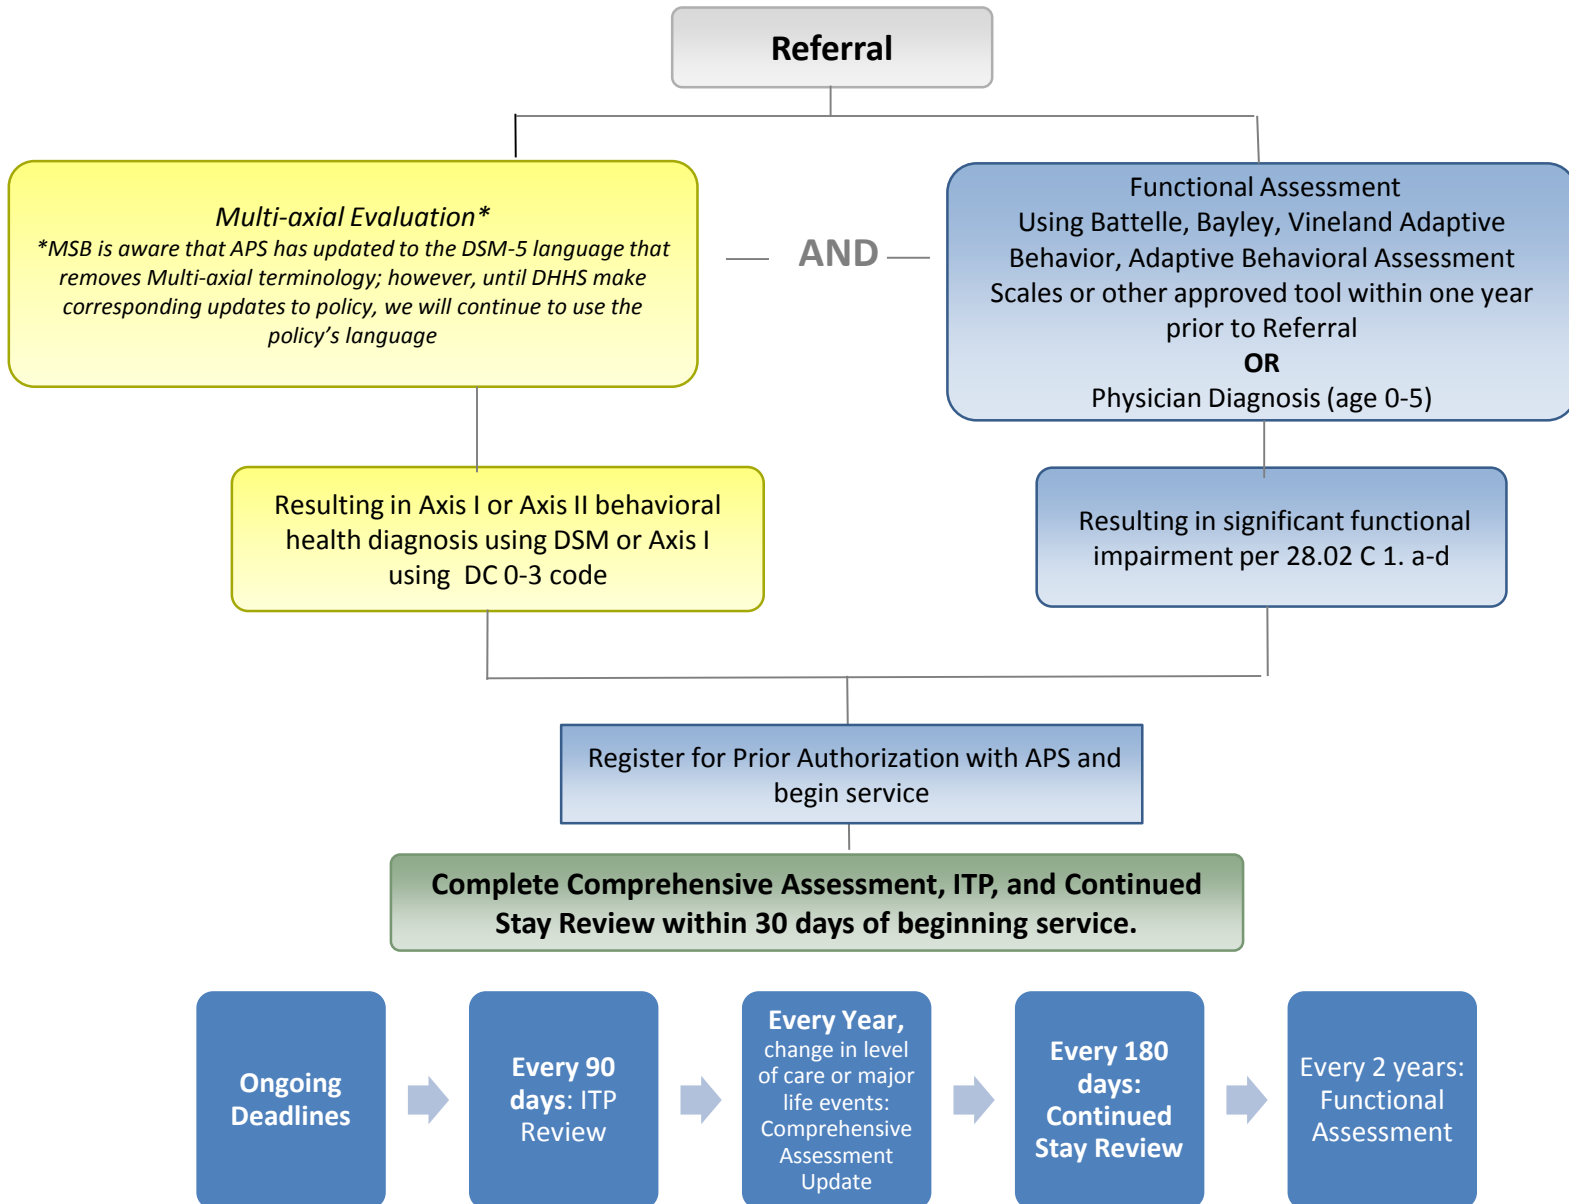 Referral
Multi-axial Evaluation*
*MSB is aware that APS has updated to the DSM-5 language that
removes Multi-axial terminology; however, until DHHS make
corresponding updates to policy, we will continue to use the
policy's language
AND
Functional Assessment
Using Battelle, Bayley, Vineland Adaptive
Behavior, Adaptive Behavioral Assessment
Scales or other approved tool within one year
prior to Referral
OR
Physician Diagnosis (age 0-5)
Resulting in Axis I or Axis II behavioral
health diagnosis using DSM or Axis I
using DC 0-3 code
Resulting in significant functional
impairment per 28.02 C 1. a-d
Register for Prior Authorization with APS and
begin service
Complete Comprehensive Assessment, ITP, and Continued
Stay Review within 30 days of beginning service.
Ongoing
Deadlines
Every 90
days: ITP
Review
Every Year,
change in level
of care or major
life events:
Comprehensive
Assessment
Update
Every 180
days:
Continued
Stay Review
Every 2 years:
Functional
Assessment